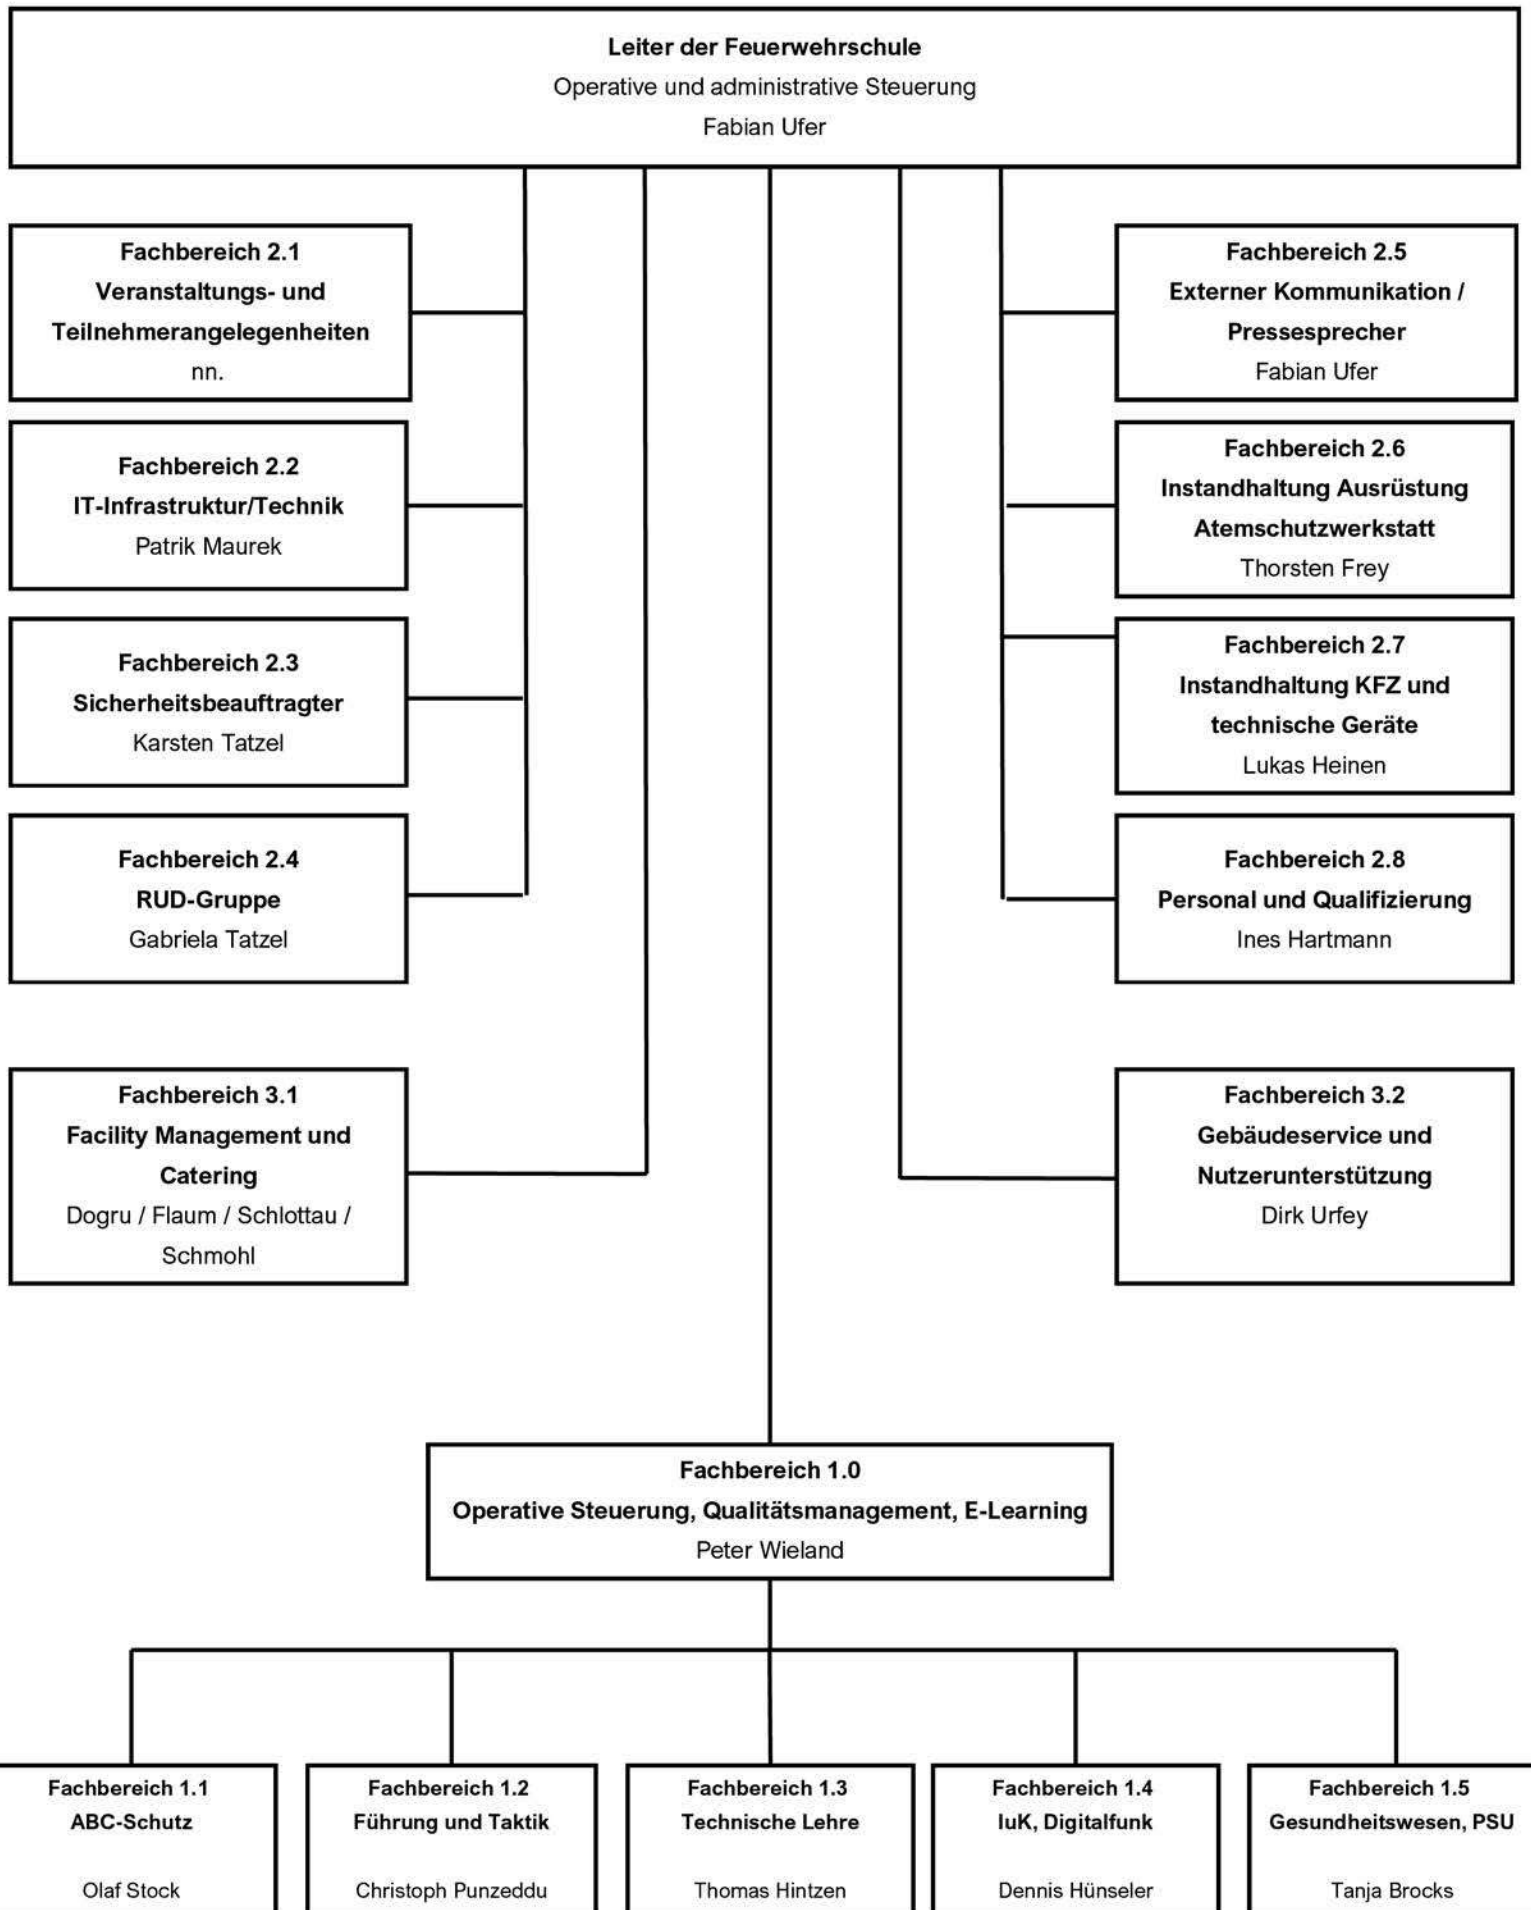 Leiter der Feuerwehrschule
Operative und administrative Steuerung
Fabian Ufer
Fachbereich 2.1
Veranstaltungs- und
Teilnehmerangelegenheiten
nn.
Fachbereich 2.5
Externer Kommunikation /
Pressesprecher
Fabian Ufer
Fachbereich 2.2
IT-Infrastruktur/Technik
Patrik Maurek
Fachbereich 2.6
Instandhaltung Ausrüstung
Atemschutzwerkstatt
Thorsten Frey
Fachbereich 2.3
Sicherheitsbeauftragter
Karsten Tatzel
Fachbereich 2.7
Instandhaltung KFZ und
technische Geräte
Lukas Heinen
Fachbereich 2.4
RUD-Gruppe
Gabriela Tatzel
Fachbereich 2.8
Personal und Qualifizierung
Ines Hartmann
Fachbereich 3.1
Facility Management und
Catering
Dogru / Flaum / Schlottau /
Schmohl
Fachbereich 3.2
Gebäudeservice und
Nutzerunterstützung
Dirk Urfey
Fachbereich 1.0
Operative Steuerung, Qualitätsmanagement, E-Learning
Peter Wieland
Fachbereich 1.1
ABC-Schutz
Olaf Stock
Fachbereich 1.2
Führung und Taktik
Christoph Punzeddu
Fachbereich 1.3
Technische Lehre
Thomas Hintzen
Fachbereich 1.4
IuK, Digitalfunk
Dennis Hünseler
Fachbereich 1.5
Gesundheitswesen, PSU
Tanja Brocks